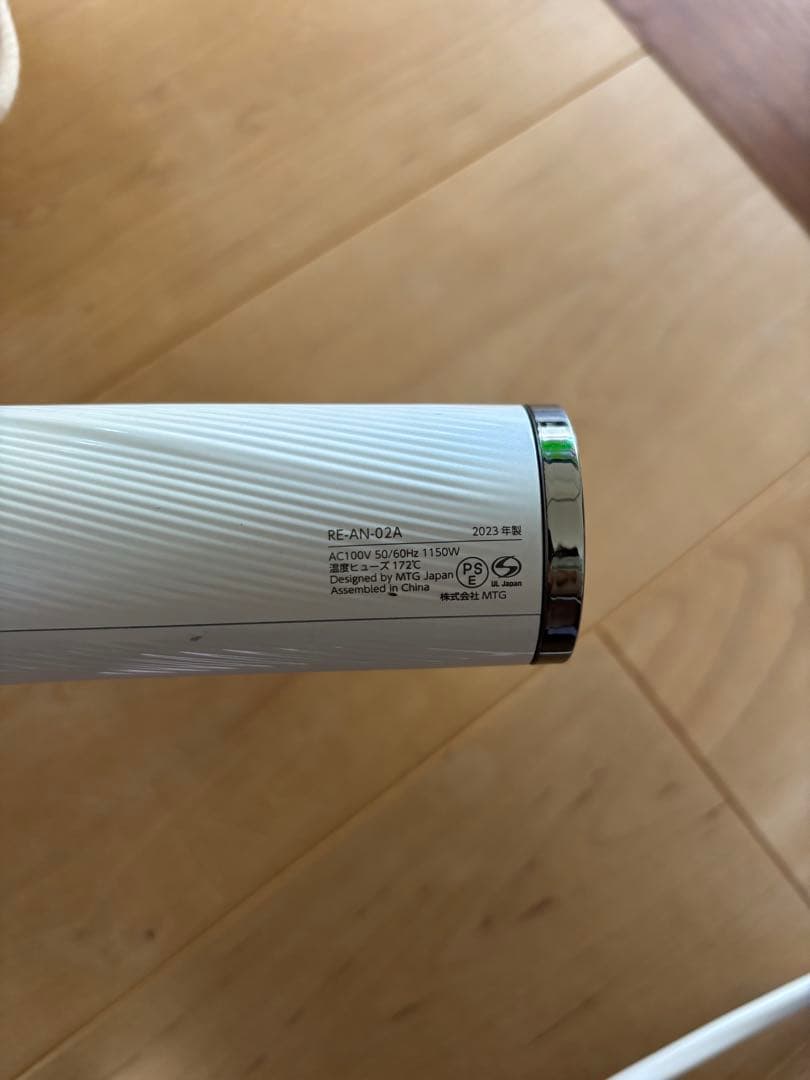 RE-AN-02A 2023年製
AC100V 50/60Hz 1150W
温度ヒューズ 172℃
Designed by MTG Japan
Assembled in China
PS
E
UL Japan
株式会社 MTG